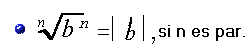 ⁿ√bⁿ = | b | , si n es par.